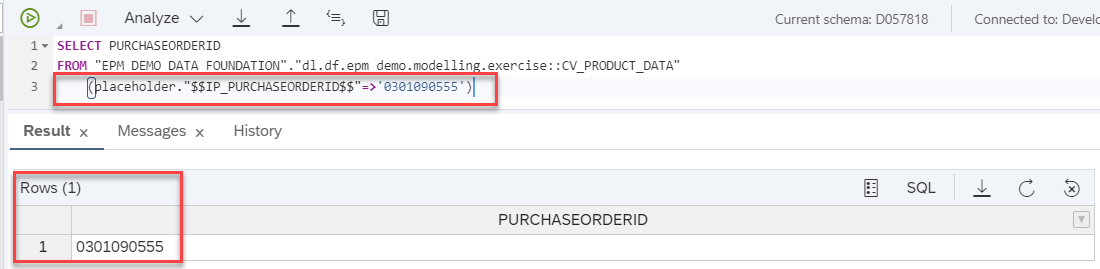 Analyze
Current schema: D057818
Connected to: Develo
1 SELECT PURCHASEORDERID
2 FROM "EPM DEMO DATA FOUNDATION"."dl.df.epm demo.modelling.exercise::CV_PRODUCT_DATA"
3 (placeholder."$$IP_PURCHASEORDERID$$"=>'0301090555')
Result Messages History
Rows (1)
SQL
PURCHASEORDERID
1 0301090555